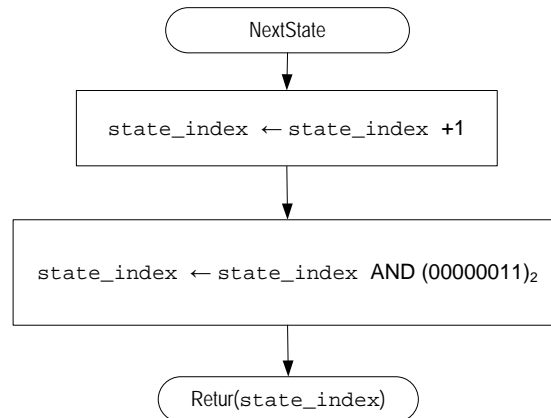 NextState
state_index ← state_index +1
state_index ← state_index AND (00000011)₂
Retur(state_index)